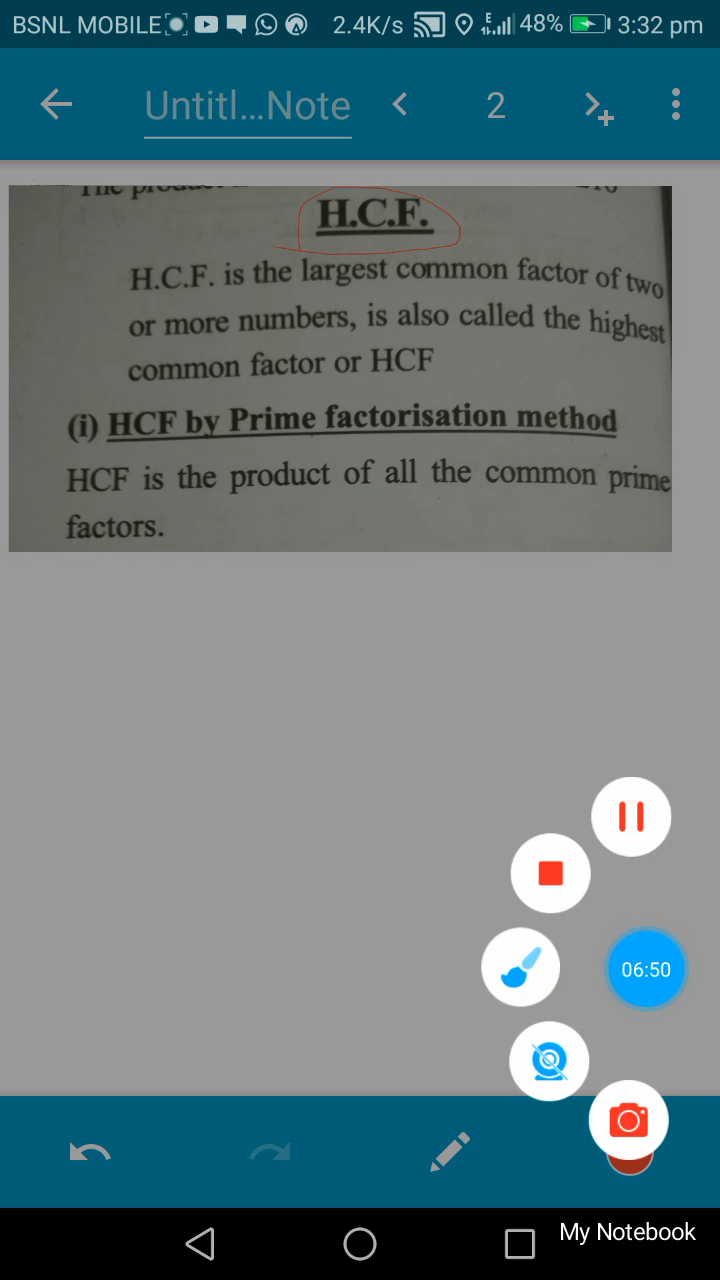 BSNL MOBILE 2.4K/s E 48% 3:32 pm
Untitl...Note 2
The
H.C.F.
H.C.F. is the largest common factor of two
or more numbers, is also called the highest
common factor or HCF
(i) HCF by Prime factorisation method
HCF is the product of all the common prime
factors.
06:50
My Notebook